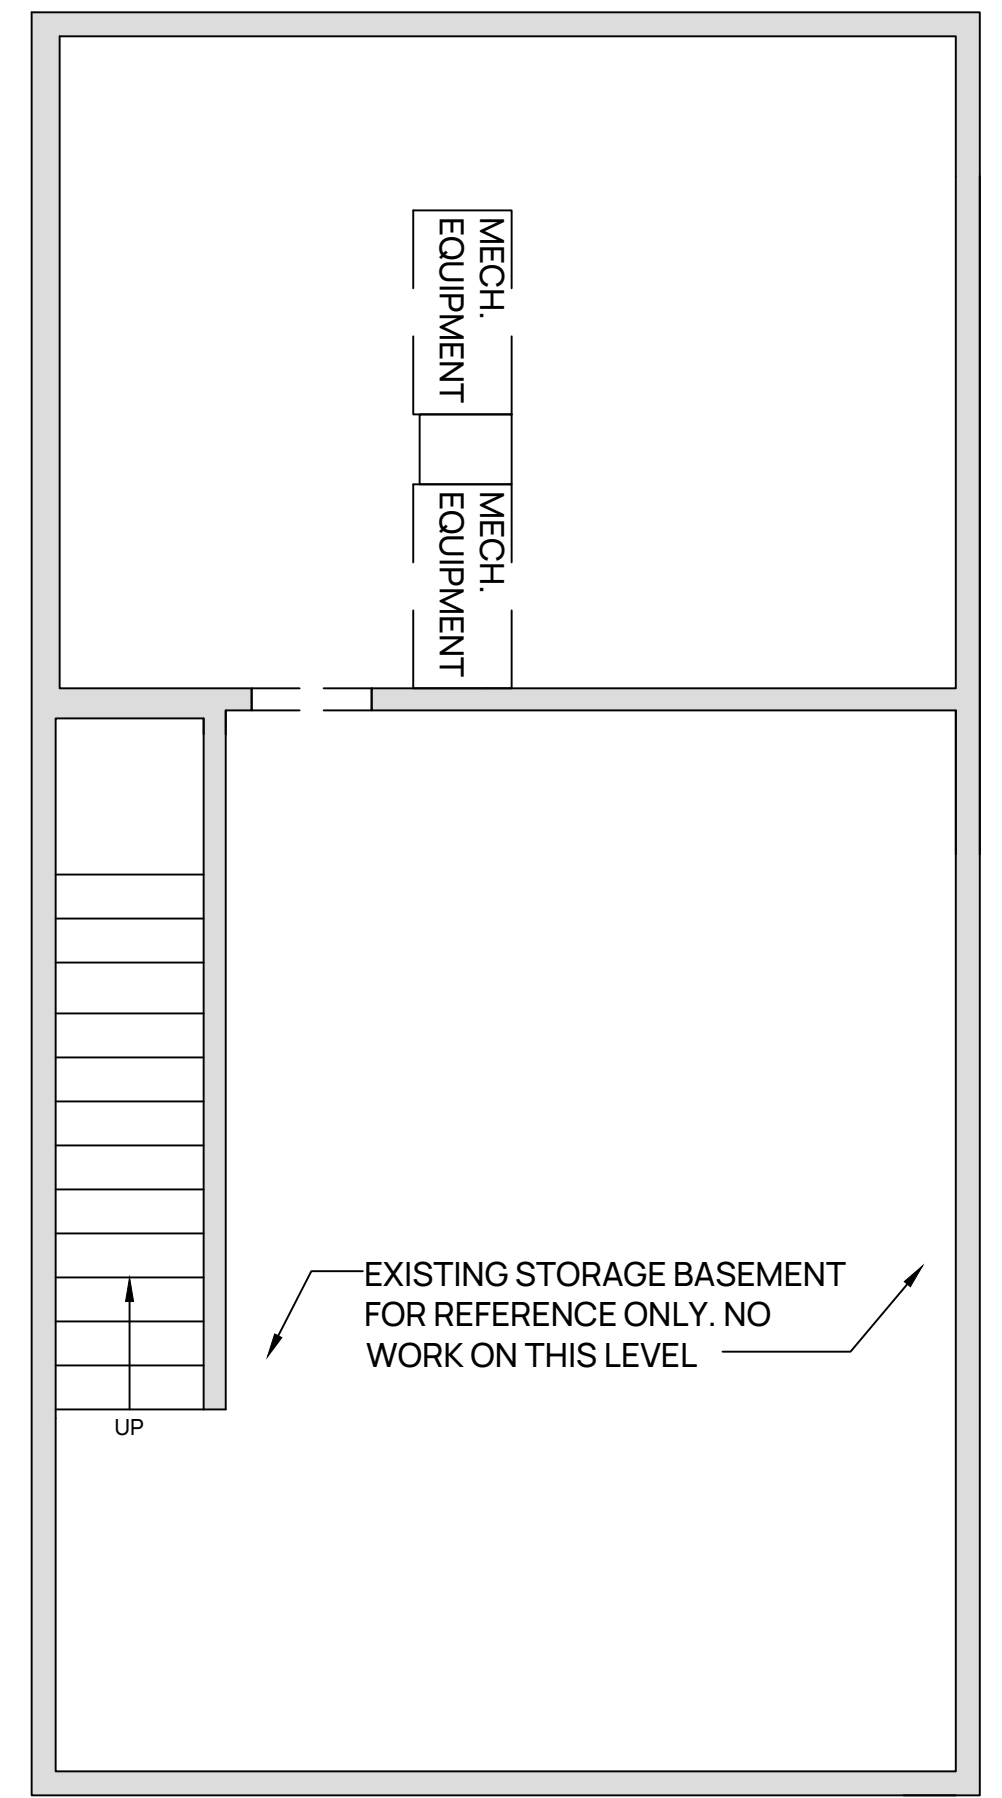 MECH.
EQUIPMENT
MECH.
EQUIPMENT
EXISTING STORAGE BASEMENT
FOR REFERENCE ONLY. NO
WORK ON THIS LEVEL
UP